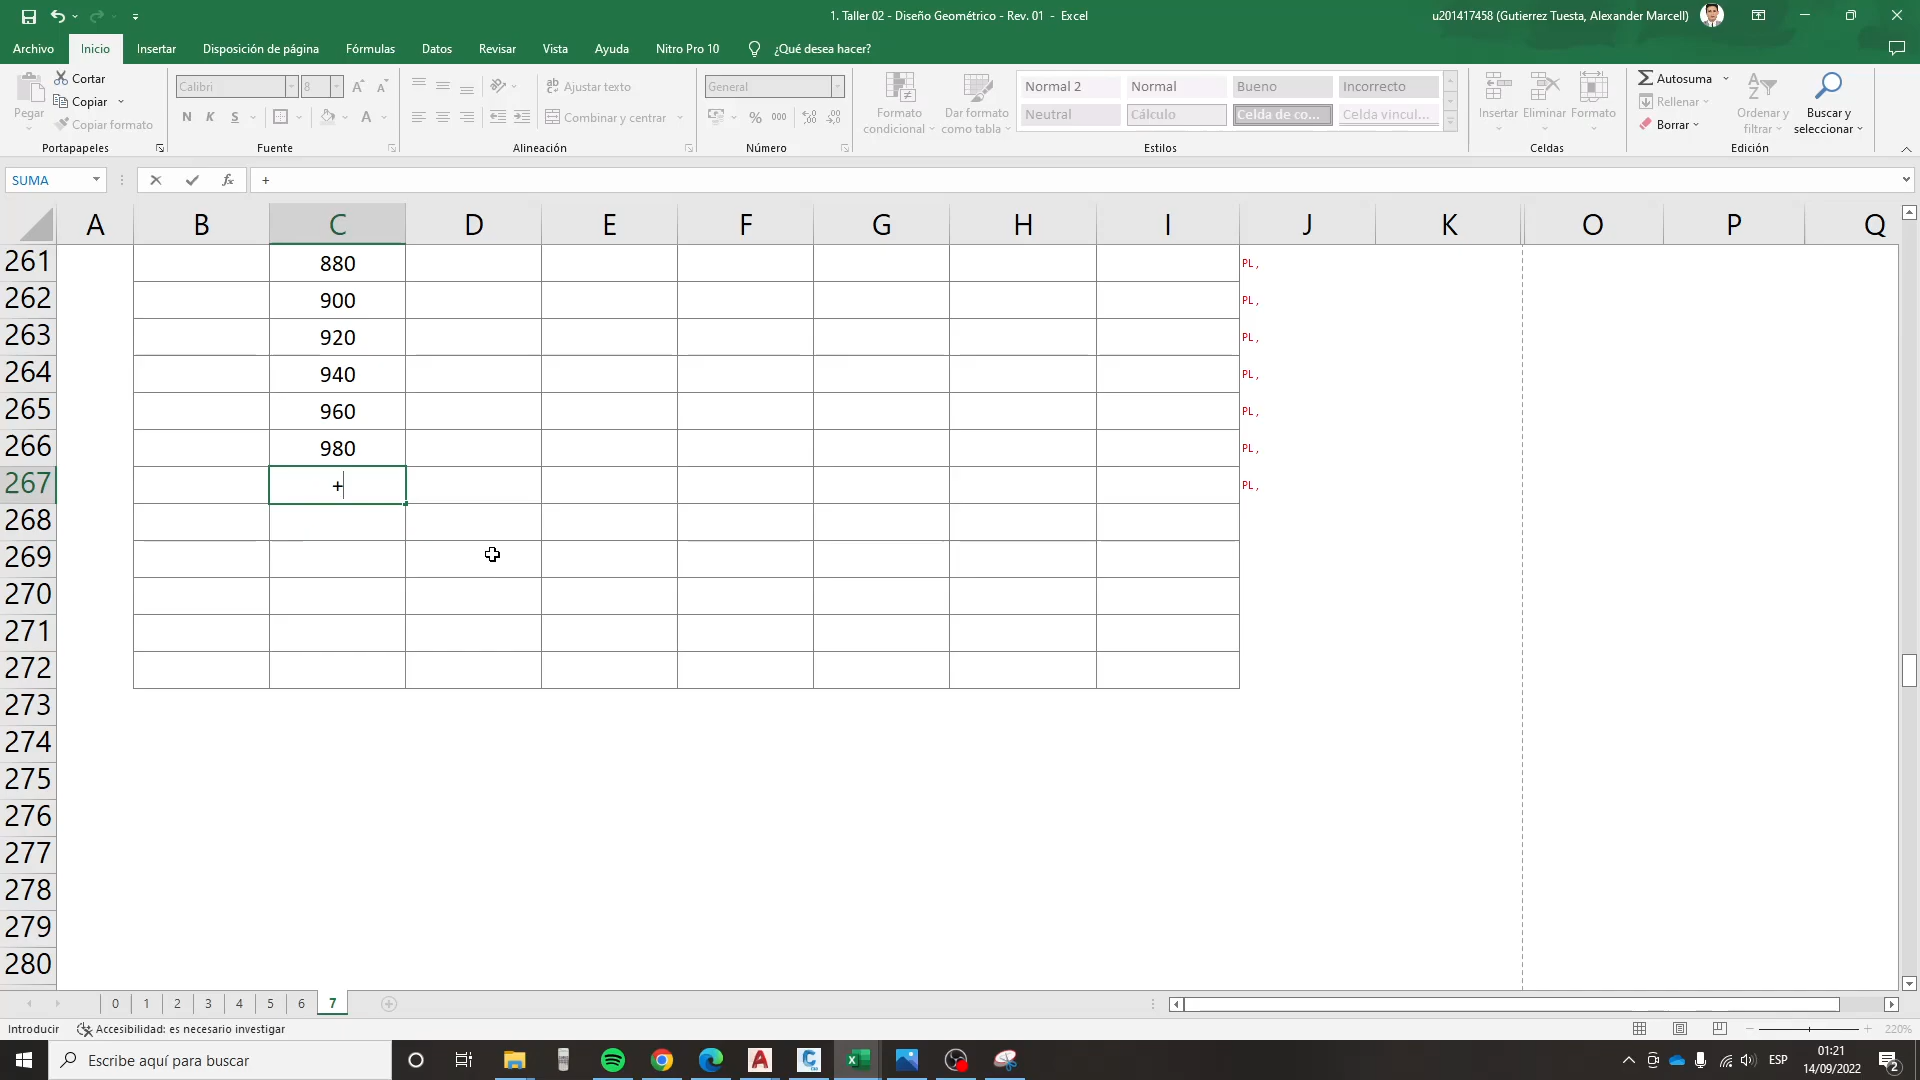 1. Taller 02 - Diseño Geométrico - Rev. 01 - Excel
u201417458 (Gutierrez Tuesta, Alexander Marcell)
Archivo Inicio Insertar Disposición de página Fórmulas Datos Revisar Vista Ayuda Nitro Pro 10 ¿Qué desea hacer?
Pegar
Cortar
Copiar
Copiar formato
Portapapeles
Calibri 8
N K S A
Fuente
Ajustar texto
Combinar y centrar
Alineación
General
% 000
Número
Formato condicional
Dar formato como tabla
Normal 2 Normal Bueno Incorrecto
Neutral Cálculo Celda de co... Celda vincul...
Estilos
Insertar Eliminar Formato
Celdas
Autosuma
Rellenar
Borrar
Ordenar y filtrar
Buscar y seleccionar
Edición
SUMA fx +
A B C D E F G H I J K O P Q
261 880 PL,
262 900 PL,
263 920 PL,
264 940 PL,
265 960 PL,
266 980 PL,
267 + PL,
268
269
270
271
272
273
274
275
276
277
278
279
280
0 1 2 3 4 5 6 7
Introducir Accesibilidad: es necesario investigar 220%
Escribe aquí para buscar
ESP
01:21
14/09/2022
2